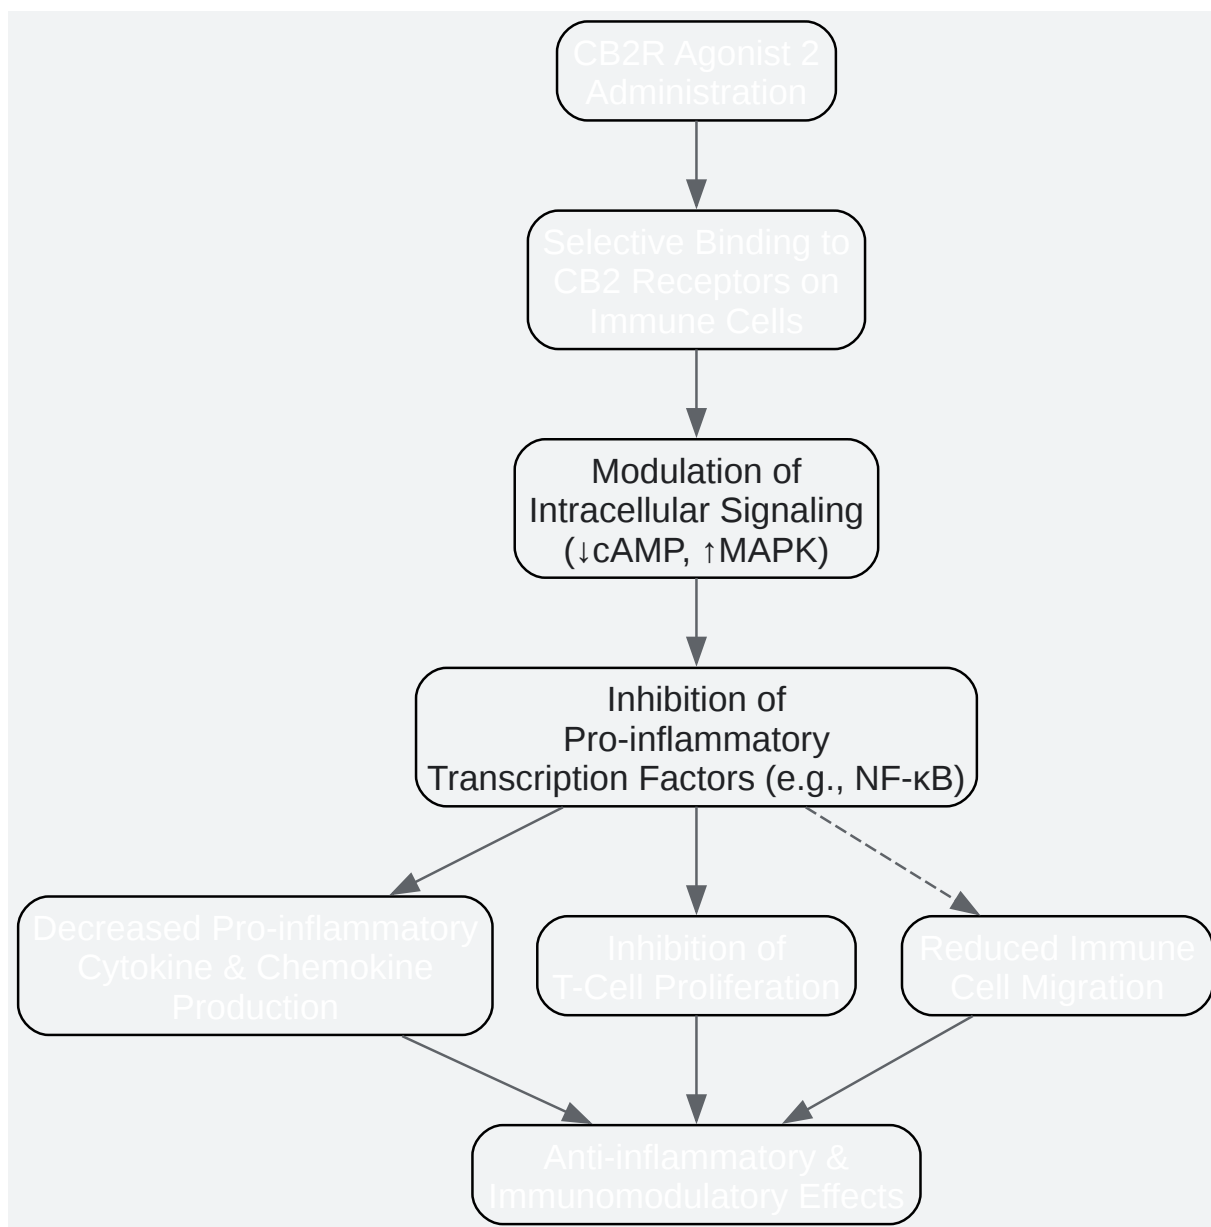 CB2R Agonist 2
Administration
Selective Binding to
CB2 Receptors on
Immune Cells
Modulation of
Intracellular Signaling
(↓cAMP, ↑MAPK)
Inhibition of
Pro-inflammatory
Transcription Factors (e.g., NF-κB)
Decreased Pro-inflammatory
Cytokine & Chemokine
Production
Inhibition of
T-Cell Proliferation
Reduced Immune
Cell Migration
Anti-inflammatory &
Immunomodulatory Effects